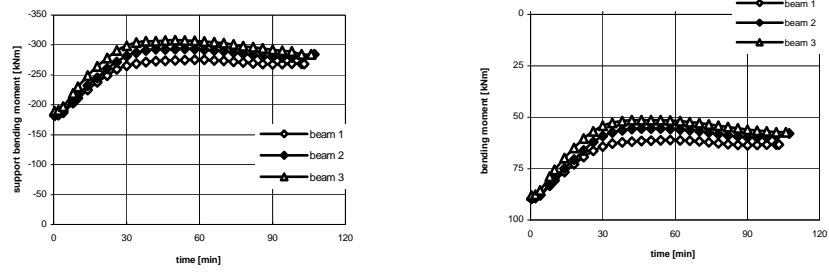 support bending moment [kNm]
-350
-300
-250
-200
-150
-100
-50
0
0 30 60 90 120
time [min]
beam 1
beam 2
beam 3
bending moment [kNm]
0
25
50
75
100
0 30 60 90 120
time [min]
beam 1
beam 2
beam 3